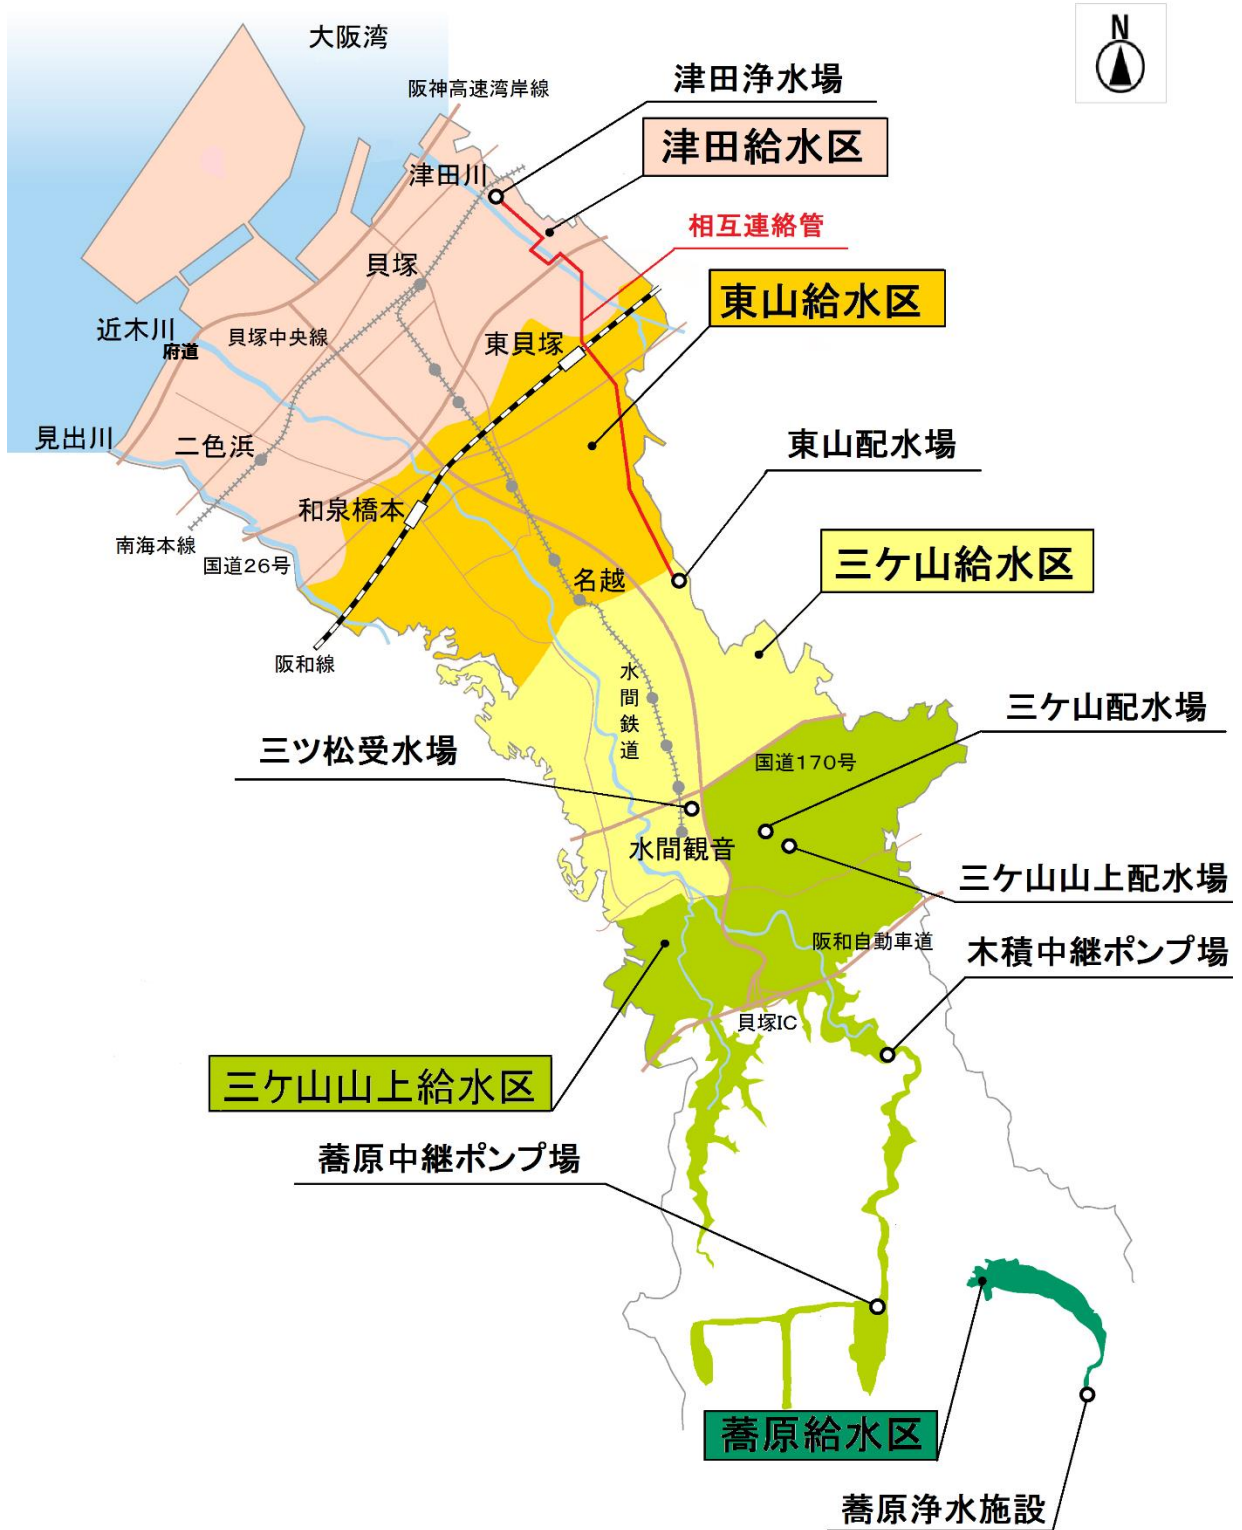 N
大阪湾
津田浄水場
阪神高速湾岸線
津田給水区
津田川
相互連絡管
貝塚
東山給水区
近木川
府道
貝塚中央線
東貝塚
見出川
二色浜
東山配水場
和泉橋本
南海本線
国道26号
三ケ山給水区
名越
阪和線
水間鉄道
三ケ山配水場
三ツ松受水場
国道170号
水間観音
三ケ山山上配水場
阪和自動車道
木積中継ポンプ場
貝塚IC
三ケ山山上給水区
蕎原中継ポンプ場
蕎原給水区
蕎原浄水施設